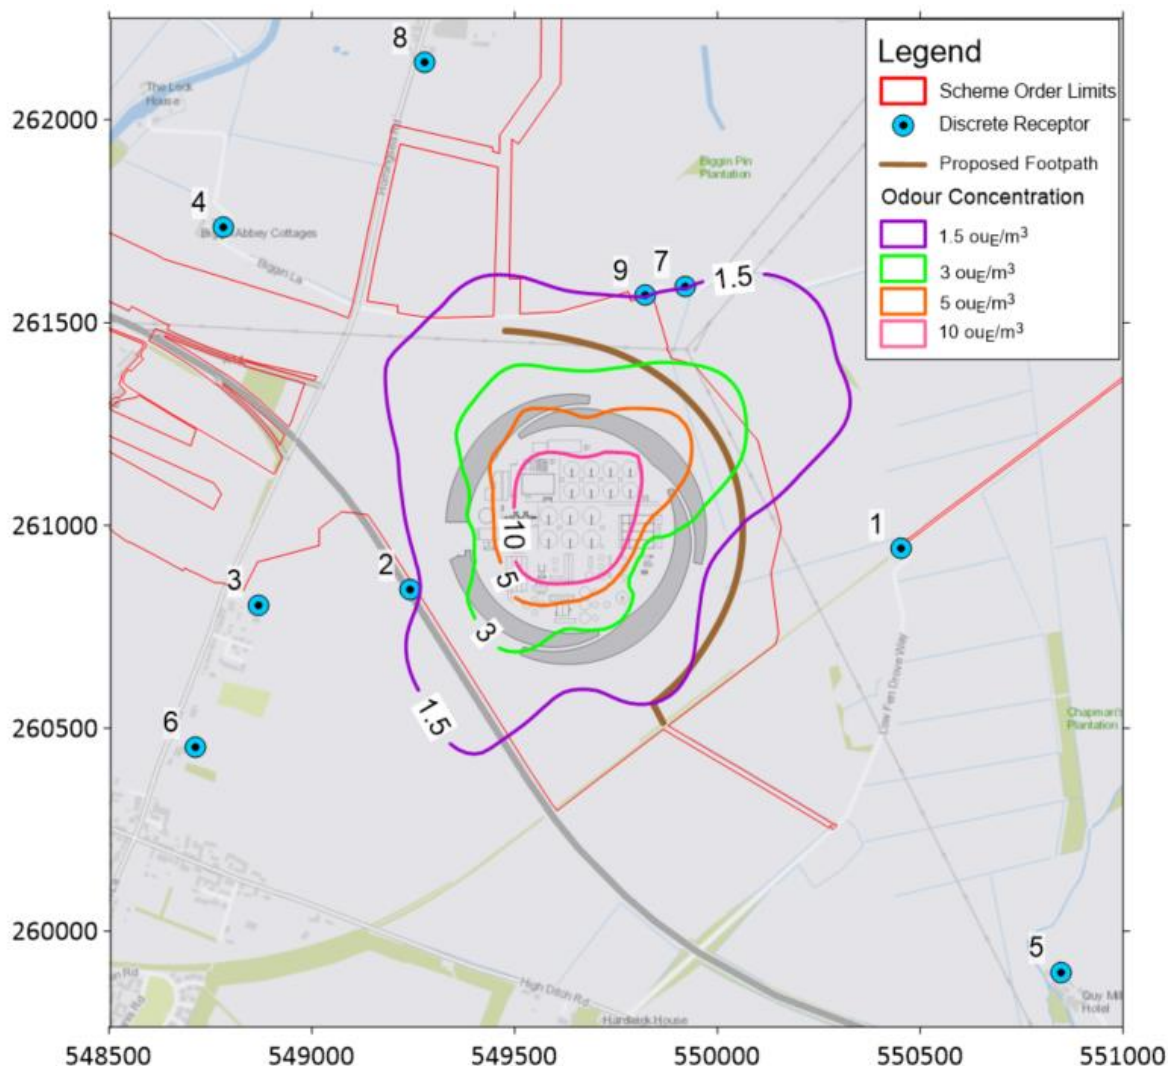 8
The Lock
House
262000
Biggin Pin
Plantation
4
Biggin Abbey Cottages
Biggin La
9
7
1.5
261500
Legend
Scheme Order Limits
Discrete Receptor
Proposed Footpath
Odour Concentration
1.5 ouE/m³
3 ouE/m³
5 ouE/m³
10 ouE/m³
261000
10
1
2
5
3
3
Low Fen Drove Way
1.5
260500
6
Chapman's
Plantation
260000
5
High Ditch Rd
Quy Mill
Hotel
Hardwick House
548500
549000
549500
550000
550500
551000